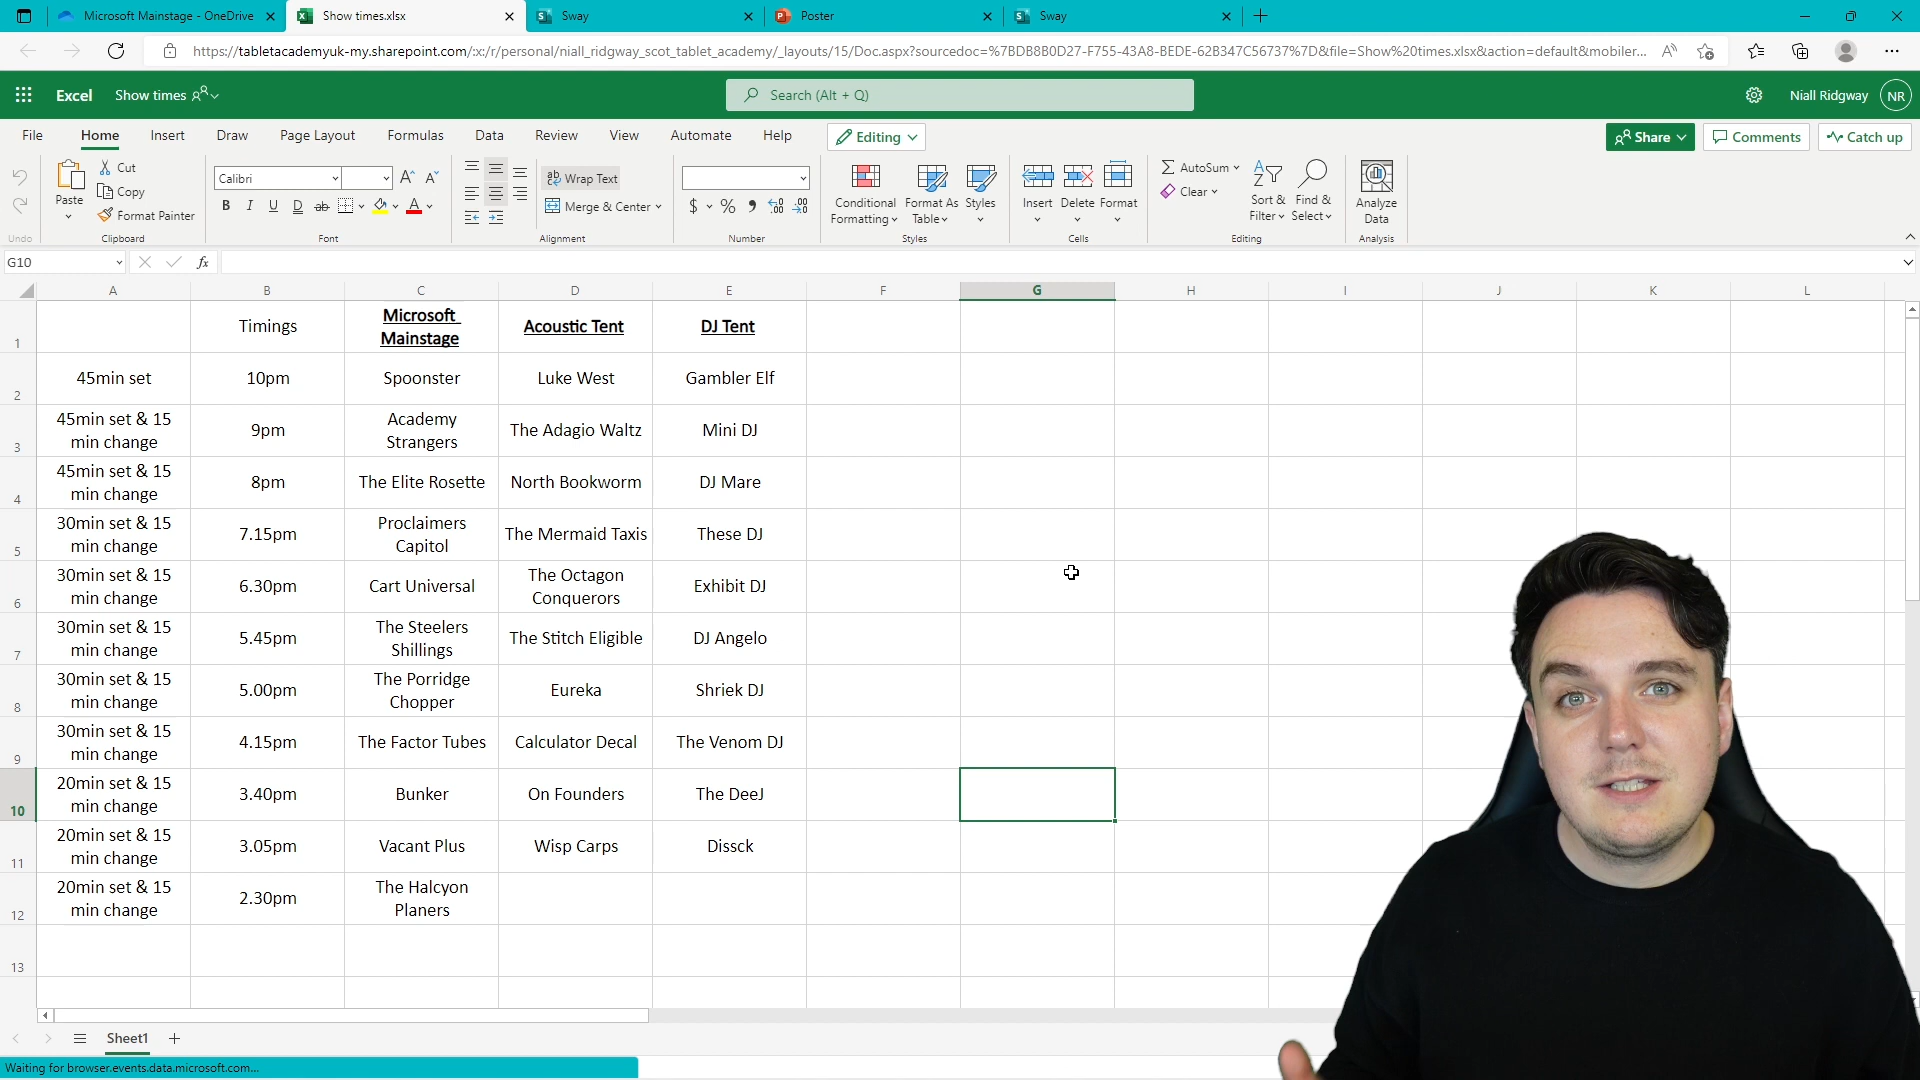 Microsoft Mainstage - OneDrive
Show times.xlsx
Sway
Poster
Sway
https://tabletacademyuk-my.sharepoint.com/:x:/r/personal/niall_ridgway_scot_tablet_academy/_layouts/15/Doc.aspx?sourcedoc=%7BDB8B0D27-F755-43A8-BEDE-62B347C56737%7D&file=Show%20times.xlsx&action=default&mobiler...
Excel
Show times
Search (Alt + Q)
Niall Ridgway
NR
File Home Insert Draw Page Layout Formulas Data Review View Automate Help
Editing
Share
Comments
Catch up
Paste
Cut
Copy
Format Painter
Calibri
B I U D ab
A A
Wrap Text
Merge & Center
$ %
Conditional Formatting
Format As Table
Styles
Insert
Delete
Format
AutoSum
Clear
Sort & Filter
Find & Select
Analyze Data
Undo Clipboard Font Alignment Number Styles Cells Editing Analysis
G10
fx
A B C D E F G H I J K L
1 Timings Microsoft Mainstage Acoustic Tent DJ Tent
2 45min set 10pm Spoonster Luke West Gambler Elf
3 45min set & 15 min change 9pm Academy Strangers The Adagio Waltz Mini DJ
4 45min set & 15 min change 8pm The Elite Rosette North Bookworm DJ Mare
5 30min set & 15 min change 7.15pm Proclaimers Capitol The Mermaid Taxis These DJ
6 30min set & 15 min change 6.30pm Cart Universal The Octagon Conquerors Exhibit DJ
7 30min set & 15 min change 5.45pm The Steelers Shillings The Stitch Eligible DJ Angelo
8 30min set & 15 min change 5.00pm The Porridge Chopper Eureka Shriek DJ
9 30min set & 15 min change 4.15pm The Factor Tubes Calculator Decal The Venom DJ
10 20min set & 15 min change 3.40pm Bunker On Founders The DeeJ
11 20min set & 15 min change 3.05pm Vacant Plus Wisp Carps Dissck
12 20min set & 15 min change 2.30pm The Halcyon Planers
13
Sheet1
Waiting for browser.events.data.microsoft.com...